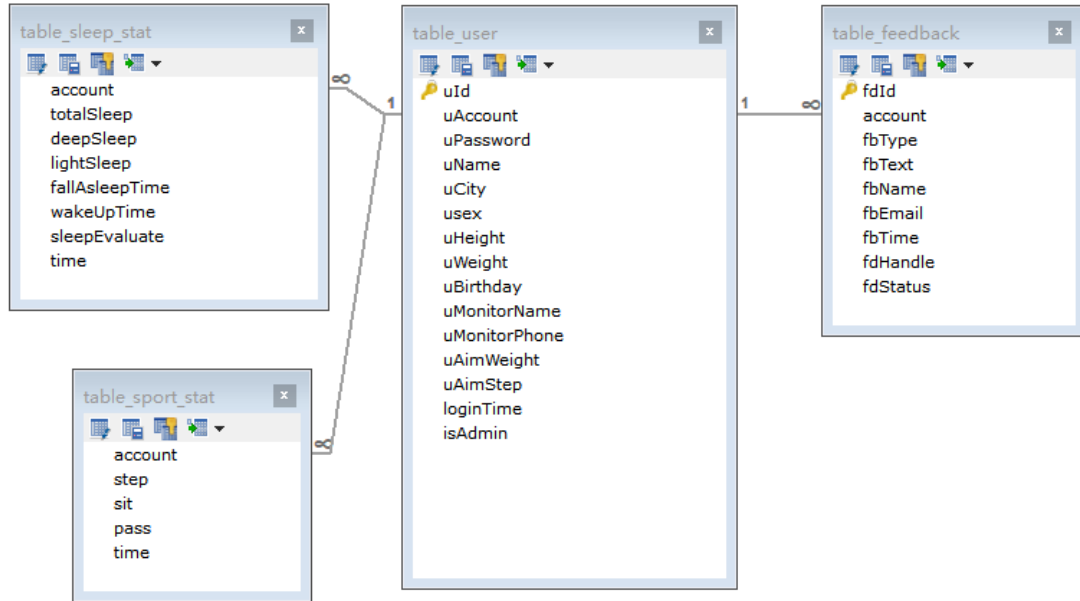 table_sleep_stat
account
totalSleep
deepSleep
lightSleep
fallAsleepTime
wakeUpTime
sleepEvaluate
time
∞
1
table_user
uId
uAccount
uPassword
uName
uCity
usex
uHeight
uWeight
uBirthday
uMonitorName
uMonitorPhone
uAimWeight
uAimStep
loginTime
isAdmin
1
∞
table_feedback
fdId
account
fbType
fbText
fbName
fbEmail
fbTime
fdHandle
fdStatus
table_sport_stat
account
step
sit
pass
time
∞